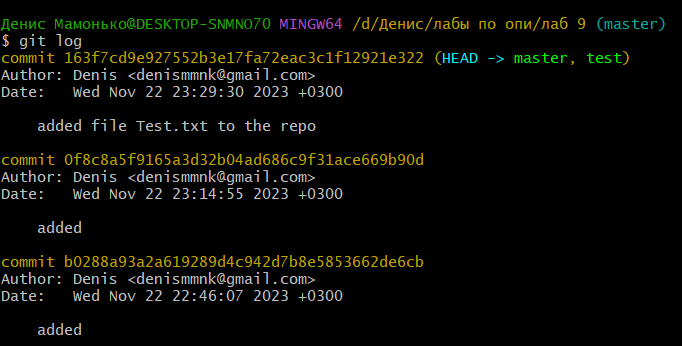 Денис Мамонько@DESKTOP-SNMNO7O MINGW64 /d/Денис/лабы по опи/лаб 9 (master)
$ git log
commit 163f7cd9e927552b3e17fa72eac3c1f12921e322 (HEAD -> master, test)
Author: Denis <denismmnk@gmail.com>
Date:   Wed Nov 22 23:29:30 2023 +0300
    added file Test.txt to the repo
commit 0f8c8a5f9165a3d32b04ad686c9f31ace669b90d
Author: Denis <denismmnk@gmail.com>
Date:   Wed Nov 22 23:14:55 2023 +0300
    added
commit b0288a93a2a619289d4c942d7b8e5853662de6cb
Author: Denis <denismmnk@gmail.com>
Date:   Wed Nov 22 22:46:07 2023 +0300
    added